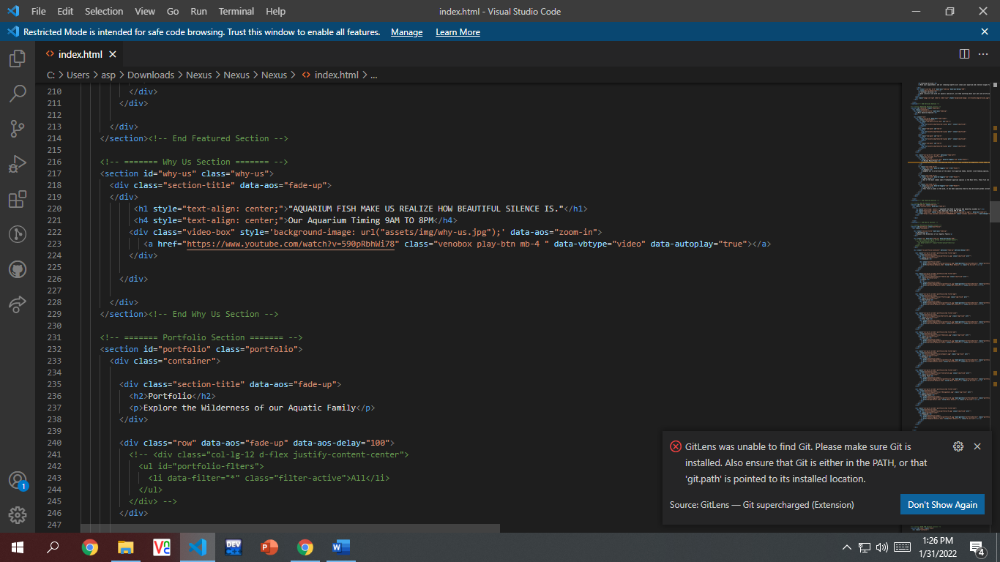 File Edit Selection View Go Run Terminal Help index.html - Visual Studio Code
Restricted Mode is intended for safe code browsing. Trust this window to enable all features. Manage Learn More
index.html
C: > Users > asp > Downloads > Nexus > Nexus > Nexus > index.html > ...
210 </div>
211 </div>
212
213 </div>
214 </section><!-- End Featured Section -->
215
216 <!-- ======= Why Us Section ======= -->
217 <section id="why-us" class="why-us">
218 <div class="section-title" data-aos="fade-up">
219 </div>
220 <h1 style="text-align: center;">"AQUARIUM FISH MAKE US REALIZE HOW BEAUTIFUL SILENCE IS."</h1>
221 <h4 style="text-align: center;">Our Aquarium Timing 9AM TO 8PM</h4>
222 <div class="video-box" style='background-image: url("assets/img/why-us.jpg");' data-aos="zoom-in">
223 <a href="https://www.youtube.com/watch?v=590pRbhWi78" class="venobox play-btn mb-4 " data-vbtype="video" data-autoplay="true"></a>
224 </div>
225
226 </div>
227
228 </div>
229 </section><!-- End Why Us Section -->
230
231 <!-- ======= Portfolio Section ======= -->
232 <section id="portfolio" class="portfolio">
233 <div class="container">
234
235 <div class="section-title" data-aos="fade-up">
236 <h2>Portfolio</h2>
237 <p>Explore the Wilderness of our Aquatic Family</p>
238 </div>
239
240 <div class="row" data-aos="fade-up" data-aos-delay="100">
241 <!-- <div class="col-lg-12 d-flex justify-content-center">
242 <ul id="portfolio-flters">
243 <li data-filter="*" class="filter-active">All</li>
244 </ul>
245 </div> -->
246 </div>
247
GitLens was unable to find Git. Please make sure Git is
installed. Also ensure that Git is either in the PATH, or that
'git.path' is pointed to its installed location.
Source: GitLens — Git supercharged (Extension) Don't Show Again
1
DEV
1:26 PM
1/31/2022
4